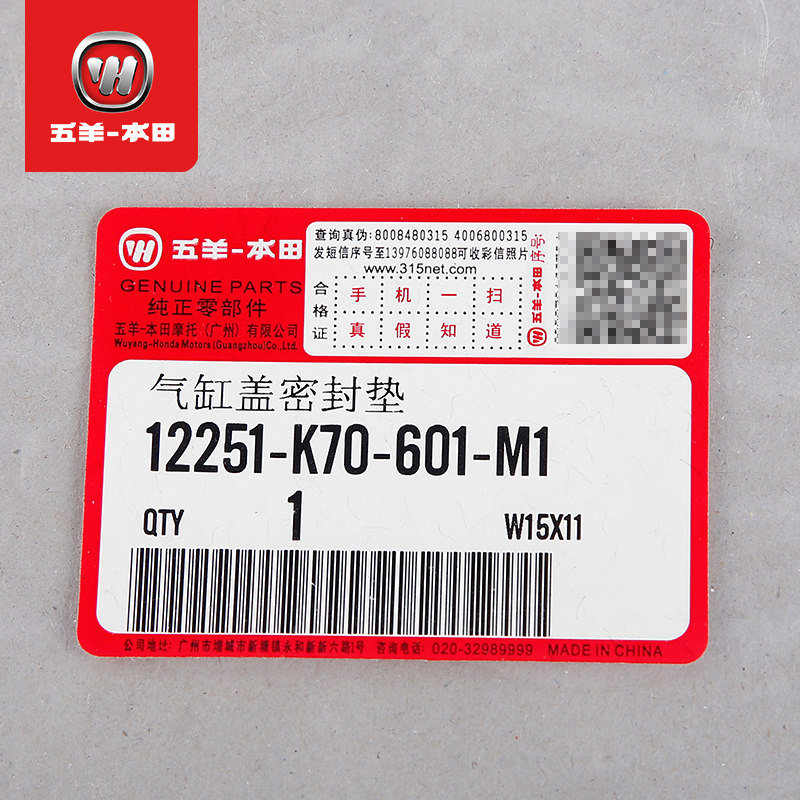 五羊-本田
五羊-本田
GENUINE PARTS
纯正零部件
五羊-本田摩托(广州)有限公司
Wuyang-Honda Motors(Guangzhou)Co.,Ltd.
查询真伪:8008480315 4006800315
发短信序号至13976088088可收彩信照片
www.315net.com
合格证
手机一扫
真假知道
五羊-本田 序号:
气缸盖密封垫
12251-K70-601-M1
QTY 1 W15X11
公司地址: 广州市增城市新塘镇永和新新六路1号 咨询电话: 020-32989999 MADE IN CHINA